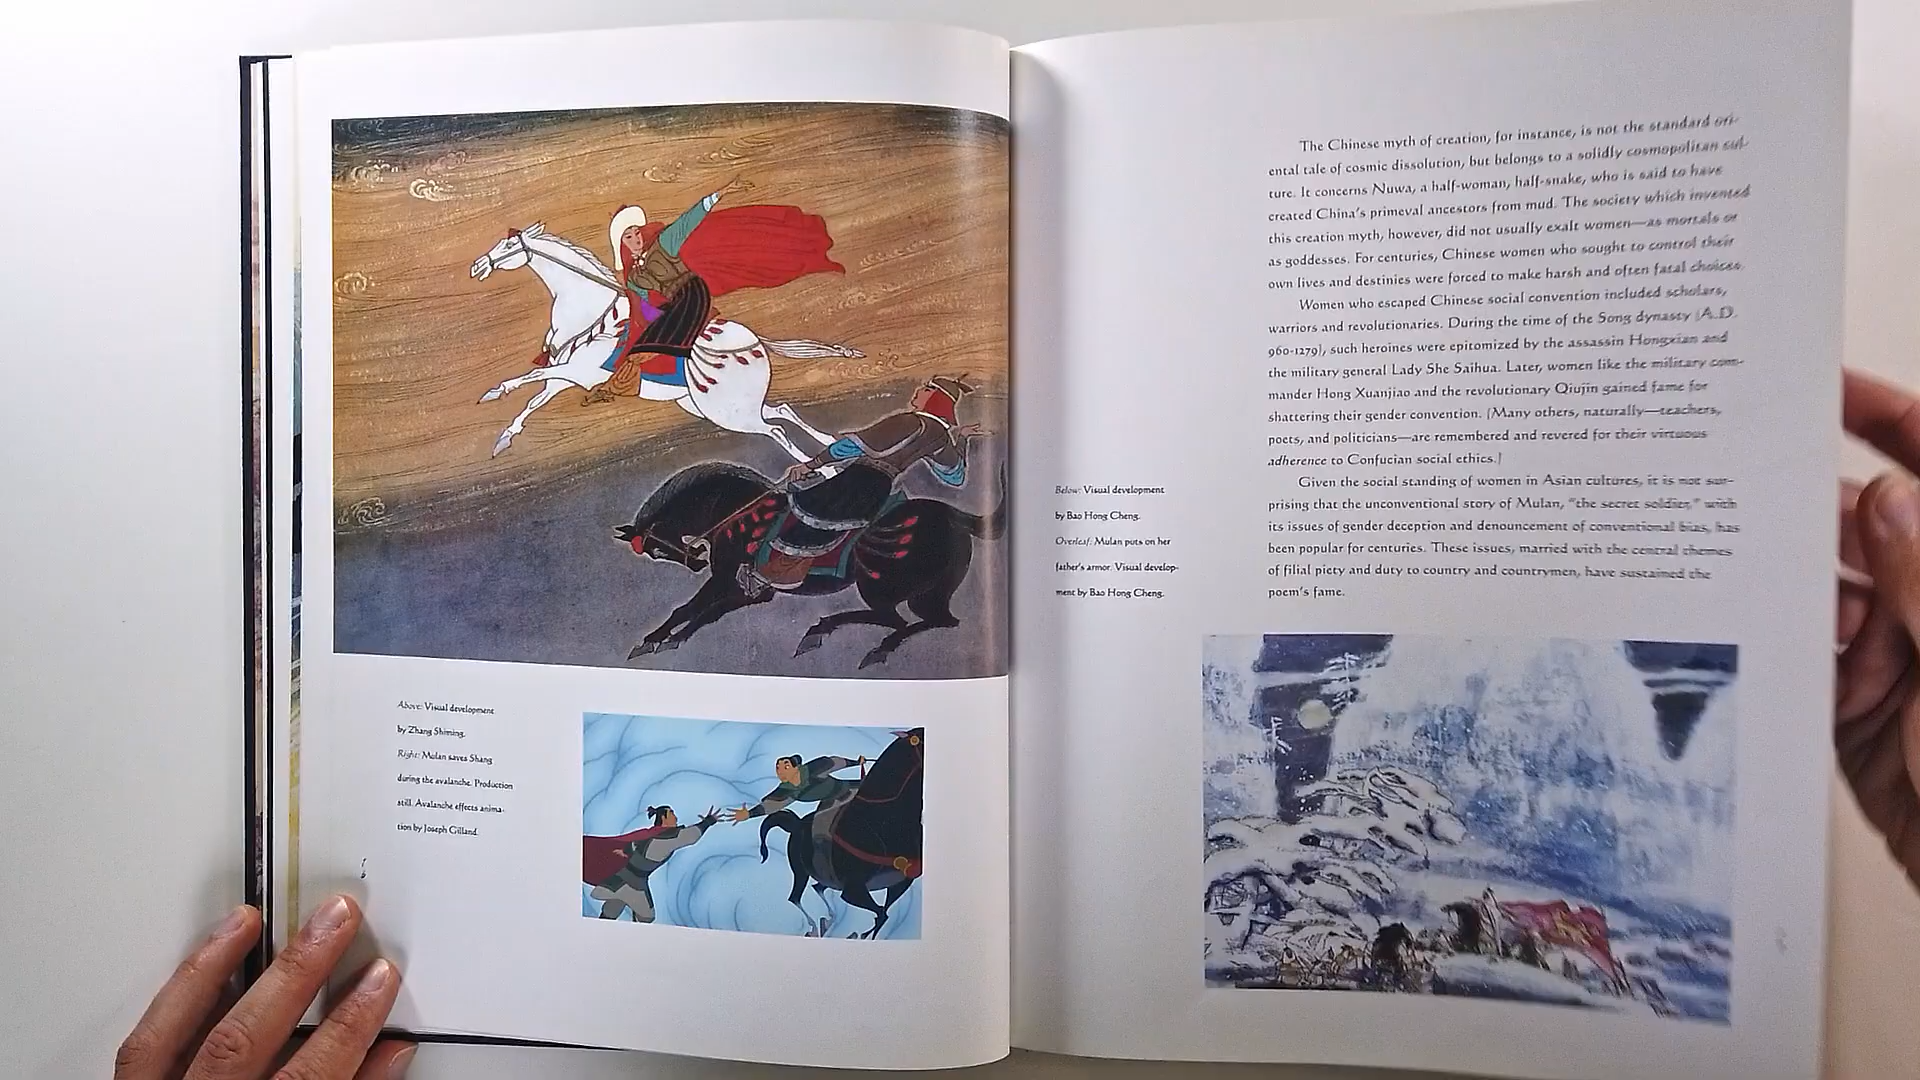 Above: Visual development
by Zhang Shiming.
Right: Mulan saves Shang
during the avalanche. Production
still. Avalanche effects anima-
tion by Joseph Gilland.
Below: Visual development
by Bao Hong Cheng.
Overleaf: Mulan puts on her
father's armor. Visual develop-
ment by Bao Hong Cheng.
The Chinese myth of creation, for instance, is not the standard ori-
ental tale of cosmic dissolution, but belongs to a solidly cosmopolitan cul-
ture. It concerns Nuwa, a half-woman, half-snake, who is said to have
created China's primeval ancestors from mud. The society which invented
this creation myth, however, did not usually exalt women—as mortals or
as goddesses. For centuries, Chinese women who sought to control their
own lives and destinies were forced to make harsh and often fatal choices.
Women who escaped Chinese social convention included scholars,
warriors and revolutionaries. During the time of the Song dynasty (A.D.
960-1279), such heroines were epitomized by the assassin Hongxian and
the military general Lady She Saihua. Later, women like the military com-
mander Hong Xuanjiao and the revolutionary Qiujin gained fame for
shattering their gender convention. (Many others, naturally—teachers,
poets, and politicians—are remembered and revered for their virtuous
adherence to Confucian social ethics.)
Given the social standing of women in Asian cultures, it is not sur-
prising that the unconventional story of Mulan, "the secret soldier," with
its issues of gender deception and denouncement of conventional bias, has
been popular for centuries. These issues, married with the central themes
of filial piety and duty to country and countrymen, have sustained the
poem's fame.